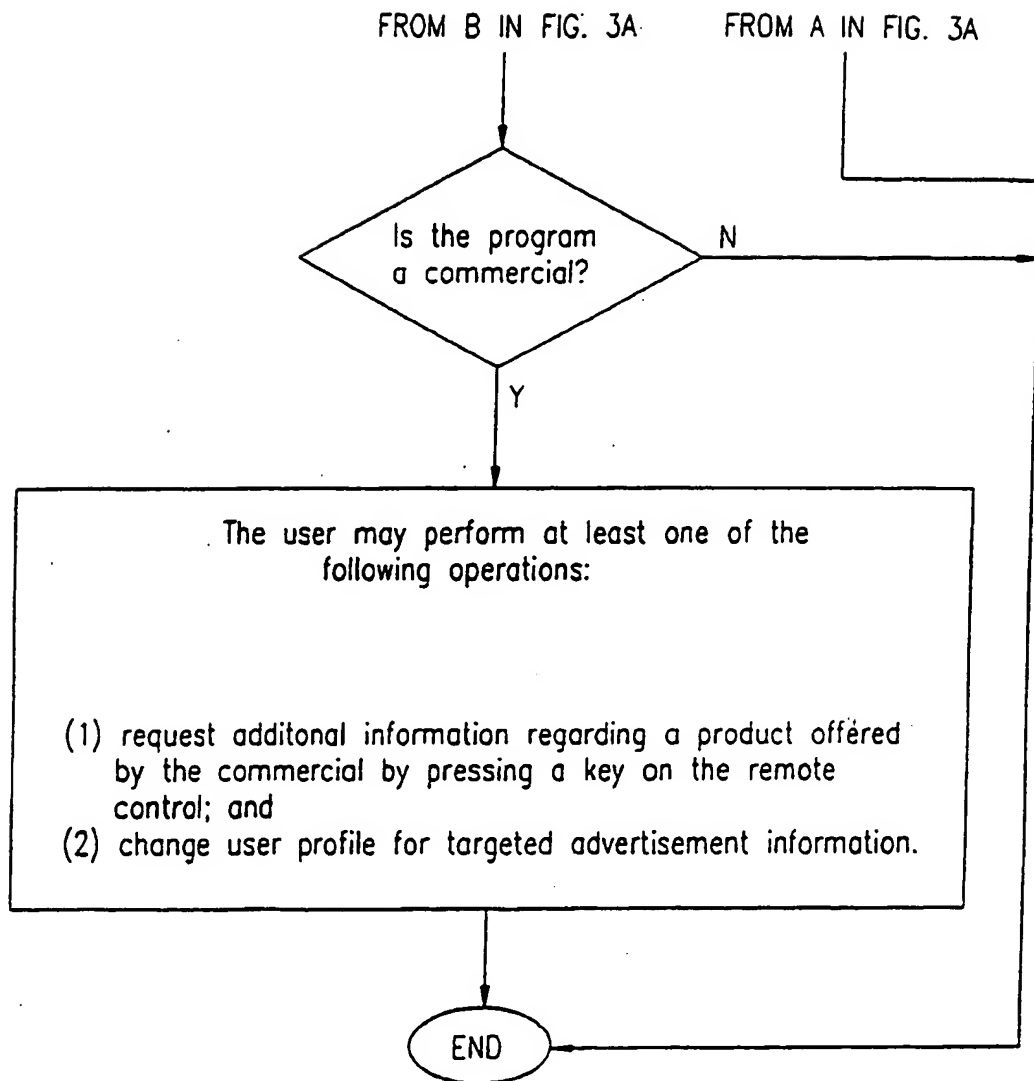 FROM B IN FIG. 3A
FROM A IN FIG. 3A
Is the program
a commercial?
N
Y
The user may perform at least one of the
following operations:
(1) request additonal information regarding a product offered
by the commercial by pressing a key on the remote
control; and
(2) change user profile for targeted advertisement information.
END